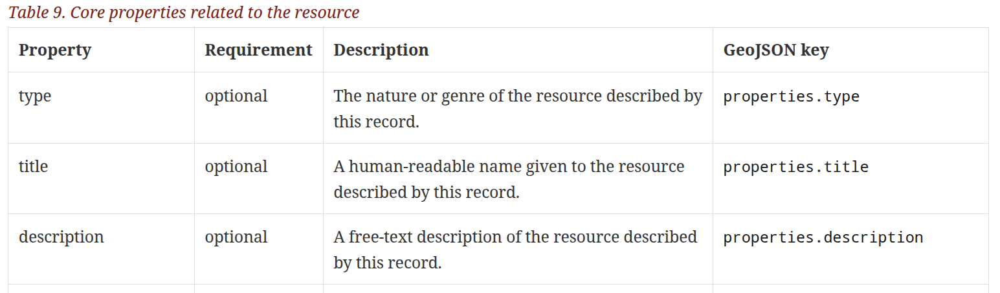 Table 9. Core properties related to the resource
Property Requirement Description GeoJSON key
type optional The nature or genre of the resource described by properties.type
this record.
title optional A human-readable name given to the resource properties.title
described by this record.
description optional A free-text description of the resource described properties.description
by this record.